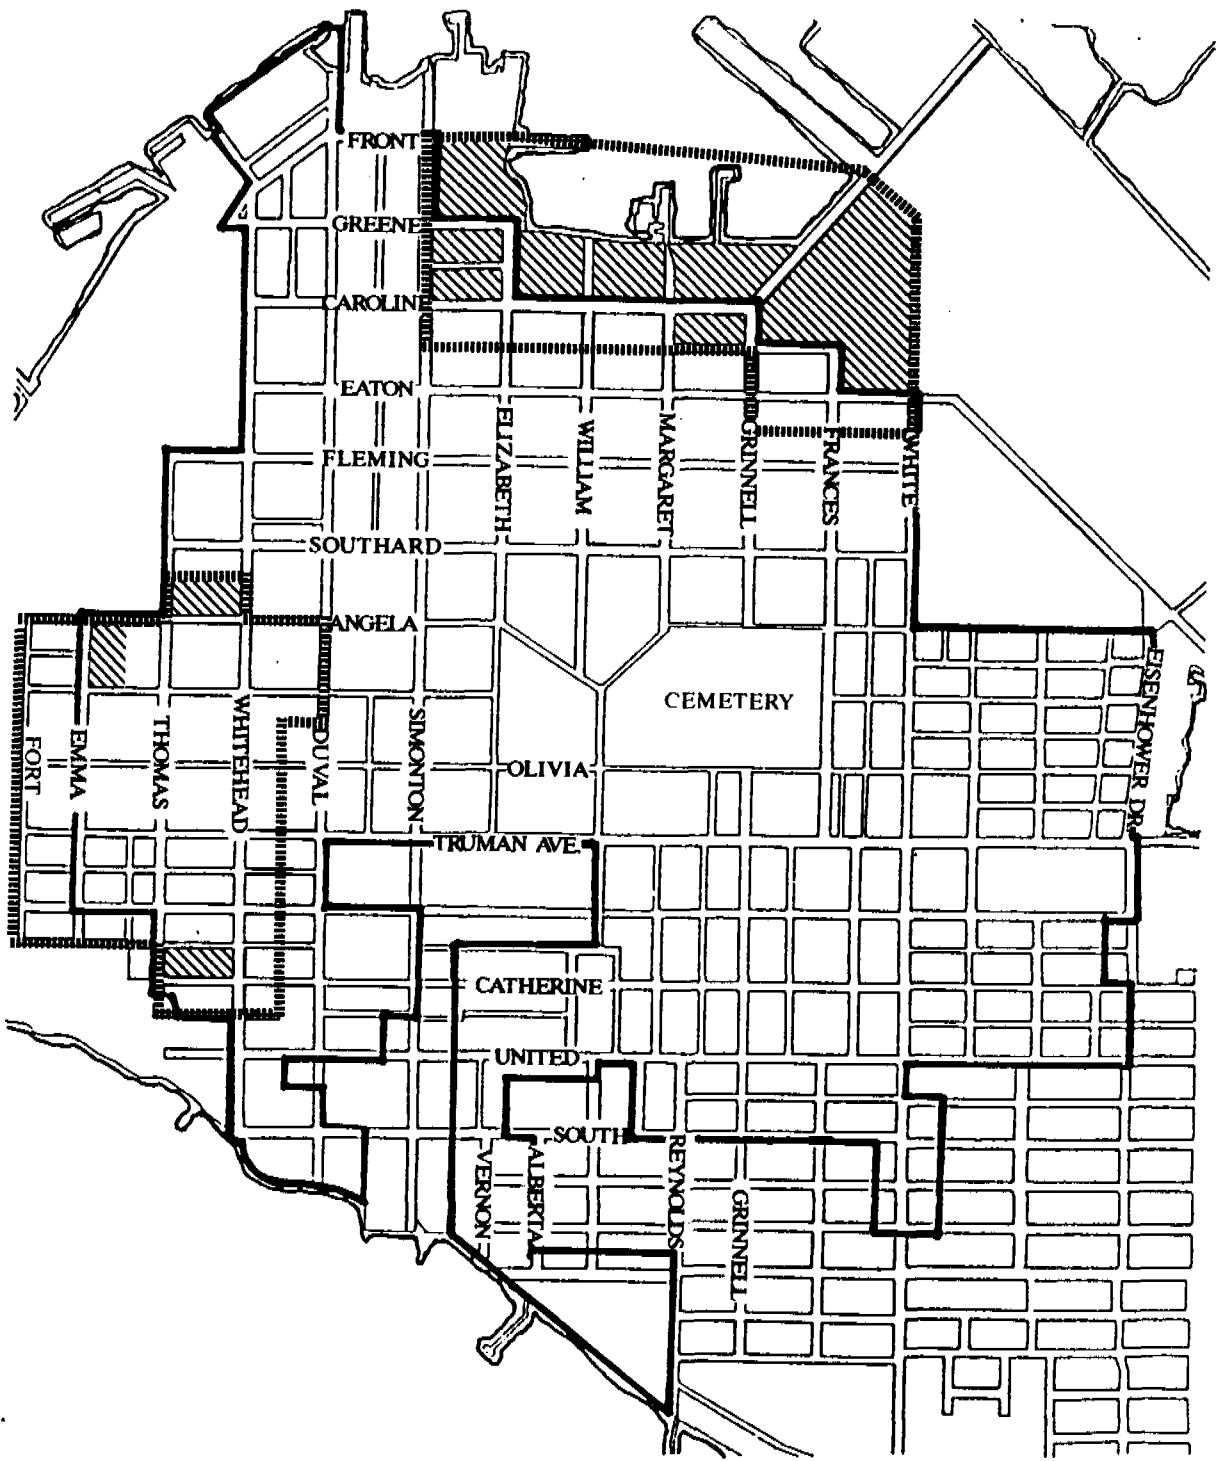 FRONT
GREENE
CAROLINE
EATON
ELIZABETH
WILLIAM
MARGARET
GRINNELL
FRANCES
WHITE
FLEMING
SOUTHARD
ANGELA
CEMETERY
EISENHOWER DR.
FORT
EMMA
THOMAS
WHITEHEAD
DUVAL
SIMONTON
OLIVIA
TRUMAN AVE.
CATHERINE
UNITED
SOUTH
VERNON
ALBERTA
REYNOLDS
GRINNELL